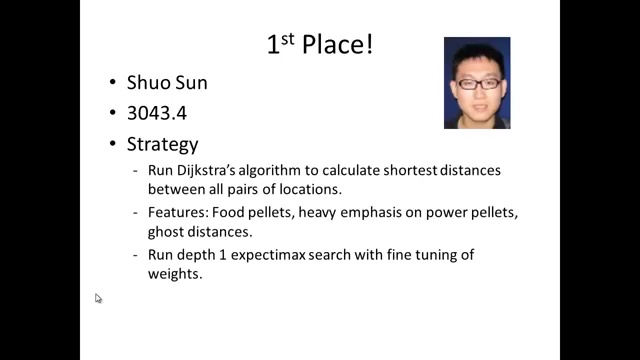 1st Place!
• Shuo Sun
• 3043.4
• Strategy
- Run Dijkstra's algorithm to calculate shortest distances
between all pairs of locations.
- Features: Food pellets, heavy emphasis on power pellets,
ghost distances.
- Run depth 1 expectimax search with fine tuning of
weights.